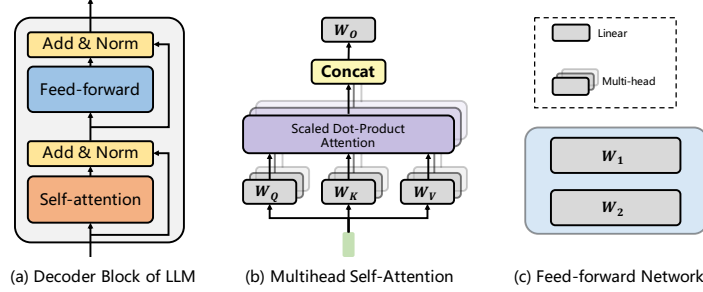 Add & Norm
Feed-forward
Add & Norm
Self-attention
(a) Decoder Block of LLM
W_O
Concat
Scaled Dot-Product
Attention
W_Q
W_K
W_V
(b) Multihead Self-Attention
Linear
Multi-head
W_1
W_2
(c) Feed-forward Network